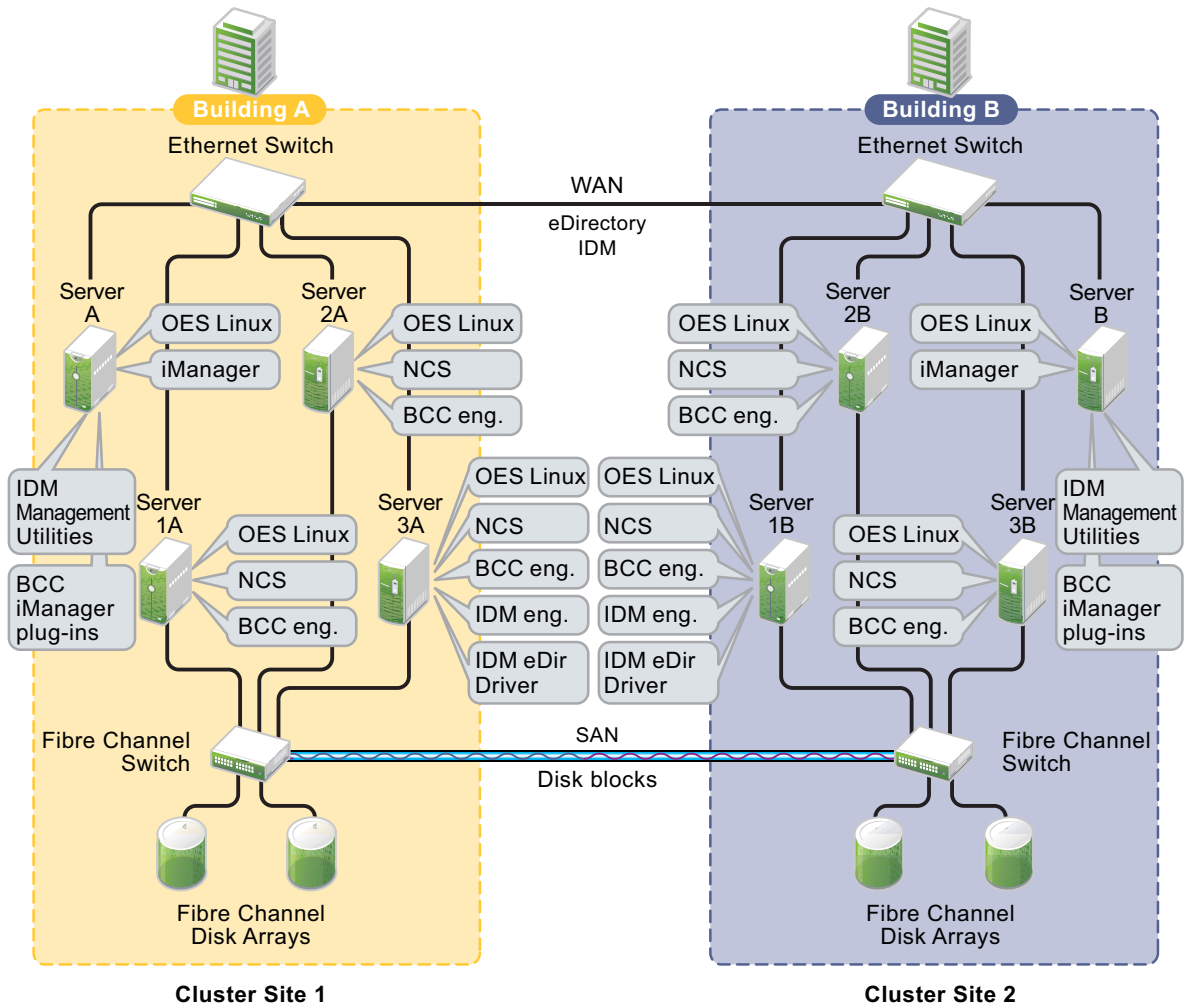 Building A
Ethernet Switch
Server
A
OES Linux
iManager
Server
2A
OES Linux
NCS
BCC eng.
IDM
Management
Utilities
BCC
iManager
plug-ins
Server
1A
OES Linux
NCS
BCC eng.
Server
3A
OES Linux
NCS
BCC eng.
IDM eng.
IDM eDir
Driver
Fibre Channel
Switch
Fibre Channel
Disk Arrays
Cluster Site 1
WAN
eDirectory
IDM
SAN
Disk blocks
Building B
Ethernet Switch
Server
2B
OES Linux
NCS
BCC eng.
Server
B
OES Linux
iManager
Server
1B
OES Linux
NCS
BCC eng.
IDM eng.
IDM eDir
Driver
Server
3B
OES Linux
NCS
BCC eng.
IDM
Management
Utilities
BCC
iManager
plug-ins
Fibre Channel
Switch
Fibre Channel
Disk Arrays
Cluster Site 2